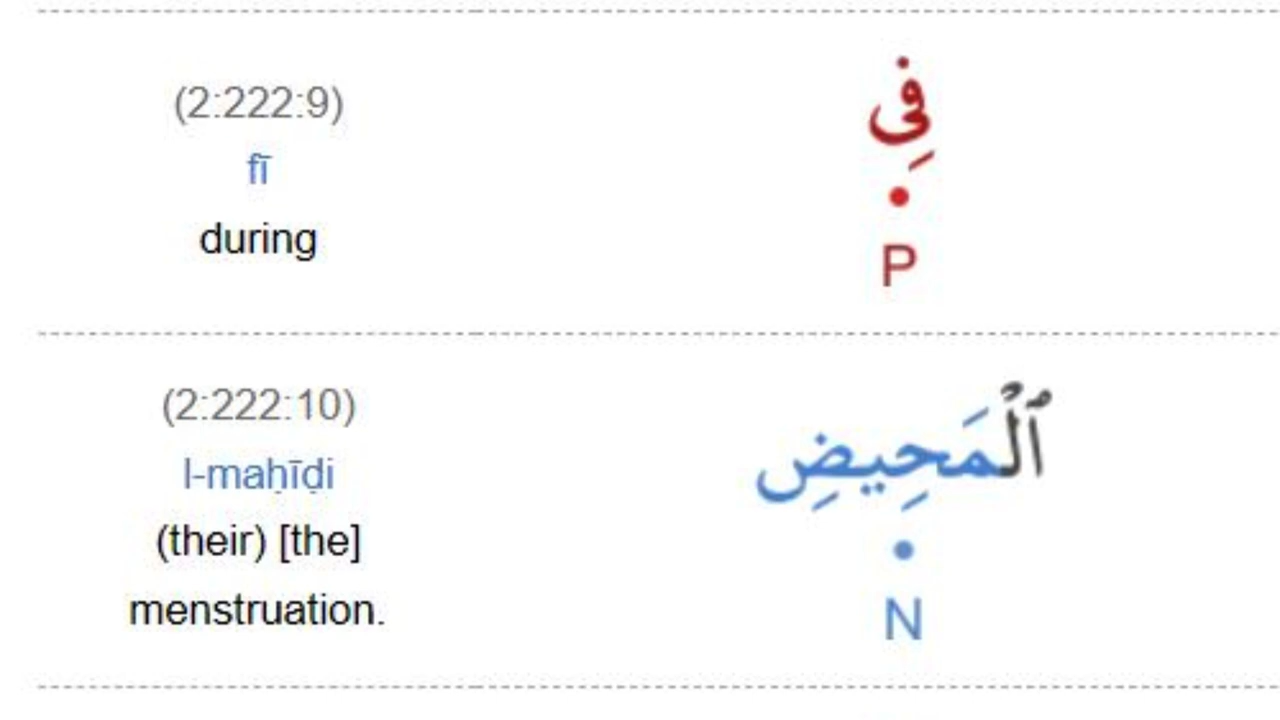 (2:222:9)
fī
during
فِى
P
(2:222:10)
l-maḥīḍi
(their) [the]
menstruation.
ٱلْمَحِيضِ
N